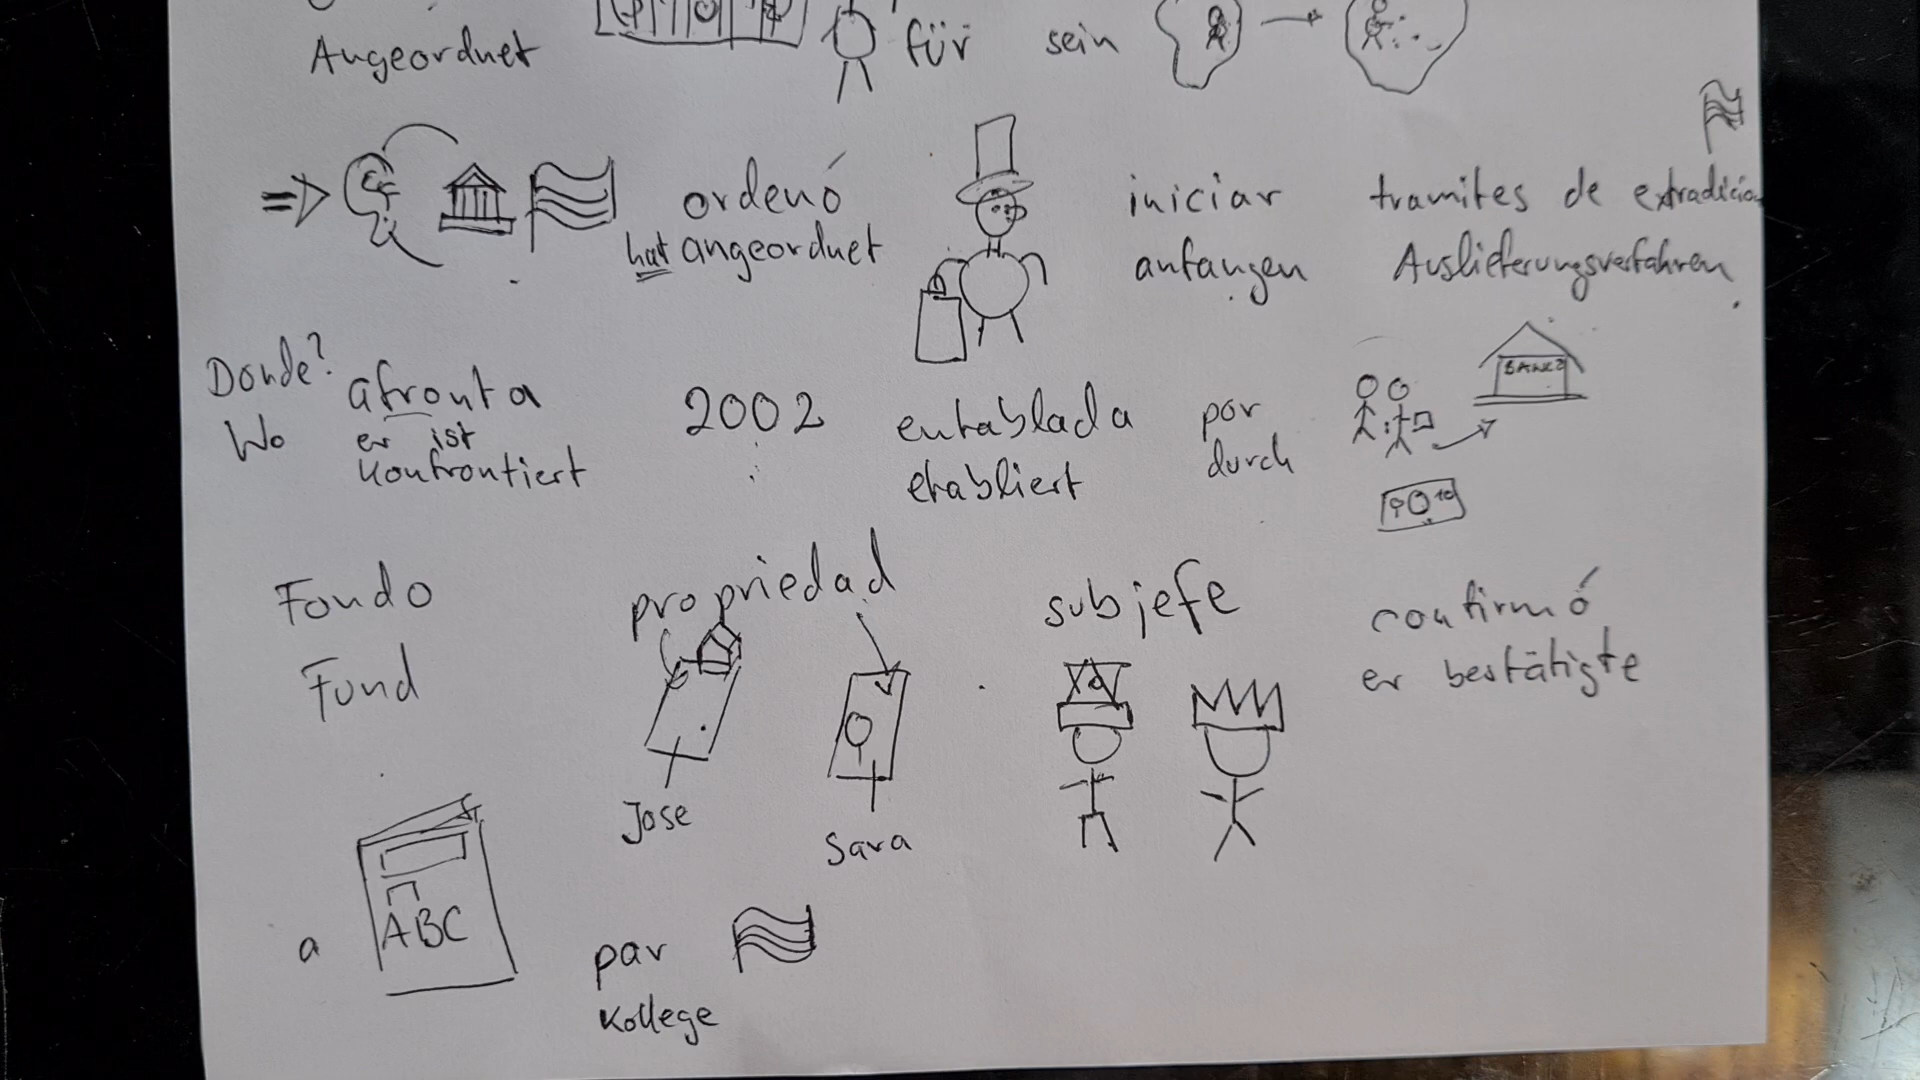 Angeordnet für sein
ordenó iniciar tramites de extradicion
hat angeordnet anfangen Auslieferungsverfahren
Donde? afronta 2002 entablada por BANCO
Wo er ist etabliert durch
konfrontiert
Fondo propriedad subjefe confirmó
Fund er bestätigte
Jose Sara
a ABC par
Kollege